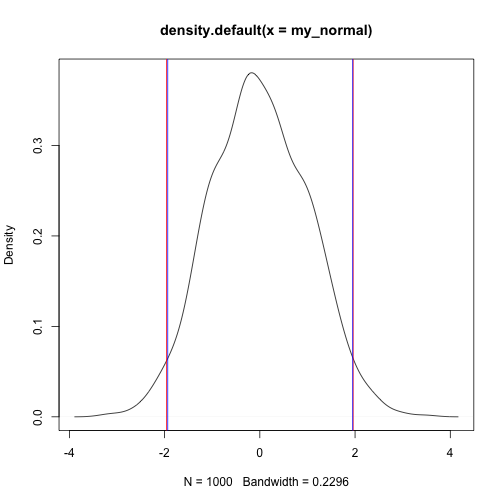 density.default(x = my_normal)
Density
0.3
0.2
0.1
0.0
-4 -2 0 2 4
N = 1000 Bandwidth = 0.2296